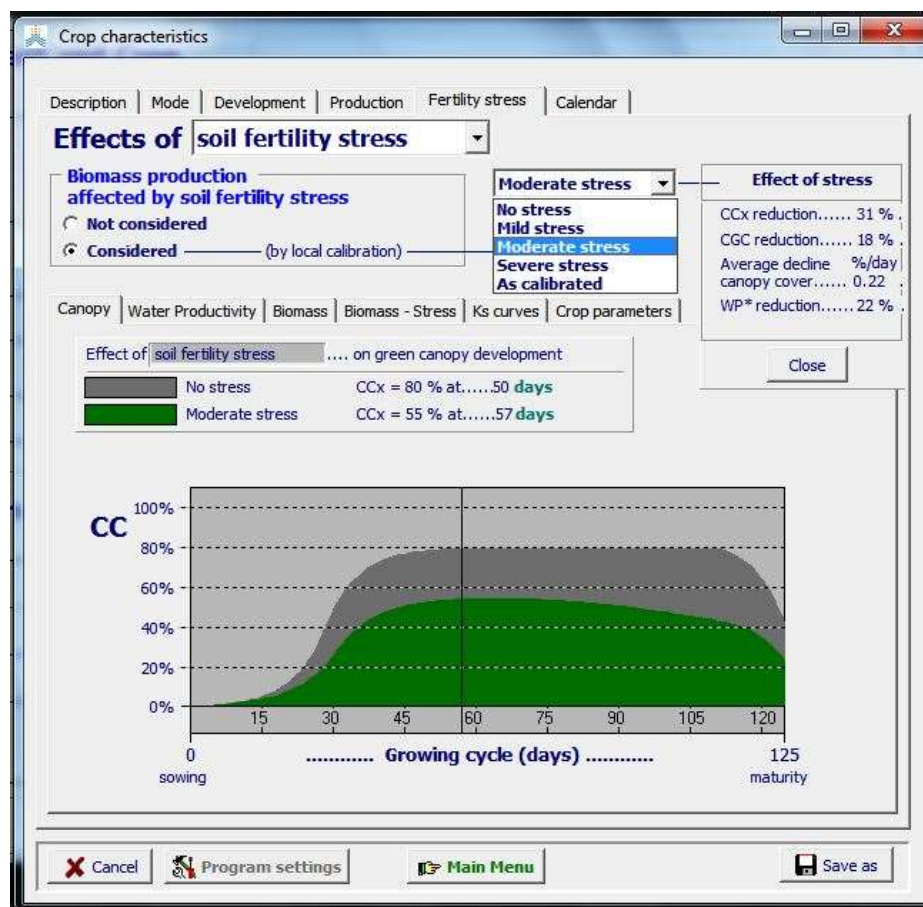 Crop characteristics
Description Mode Development Production Fertility stress Calendar
Effects of soil fertility stress
Biomass production
affected by soil fertility stress
Not considered
Considered (by local calibration)
Moderate stress
No stress
Mild stress
Moderate stress
Severe stress
As calibrated
Effect of stress
CCx reduction...... 31 % .
CGC reduction...... 18 % .
Average decline %/day
canopy cover...... 0.22 .
WP* reduction...... 22 % .
Close
Canopy Water Productivity Biomass Biomass - Stress Ks curves Crop parameters
Effect of soil fertility stress .... on green canopy development
No stress CCx = 80 % at......50 days
Moderate stress CCx = 55 % at......57 days
CC
100%
80%
60%
40%
20%
0%
15 30 45 60 75 90 105 120
0 ............ Growing cycle (days) ............ 125
sowing maturity
Cancel Program settings Main Menu Save as